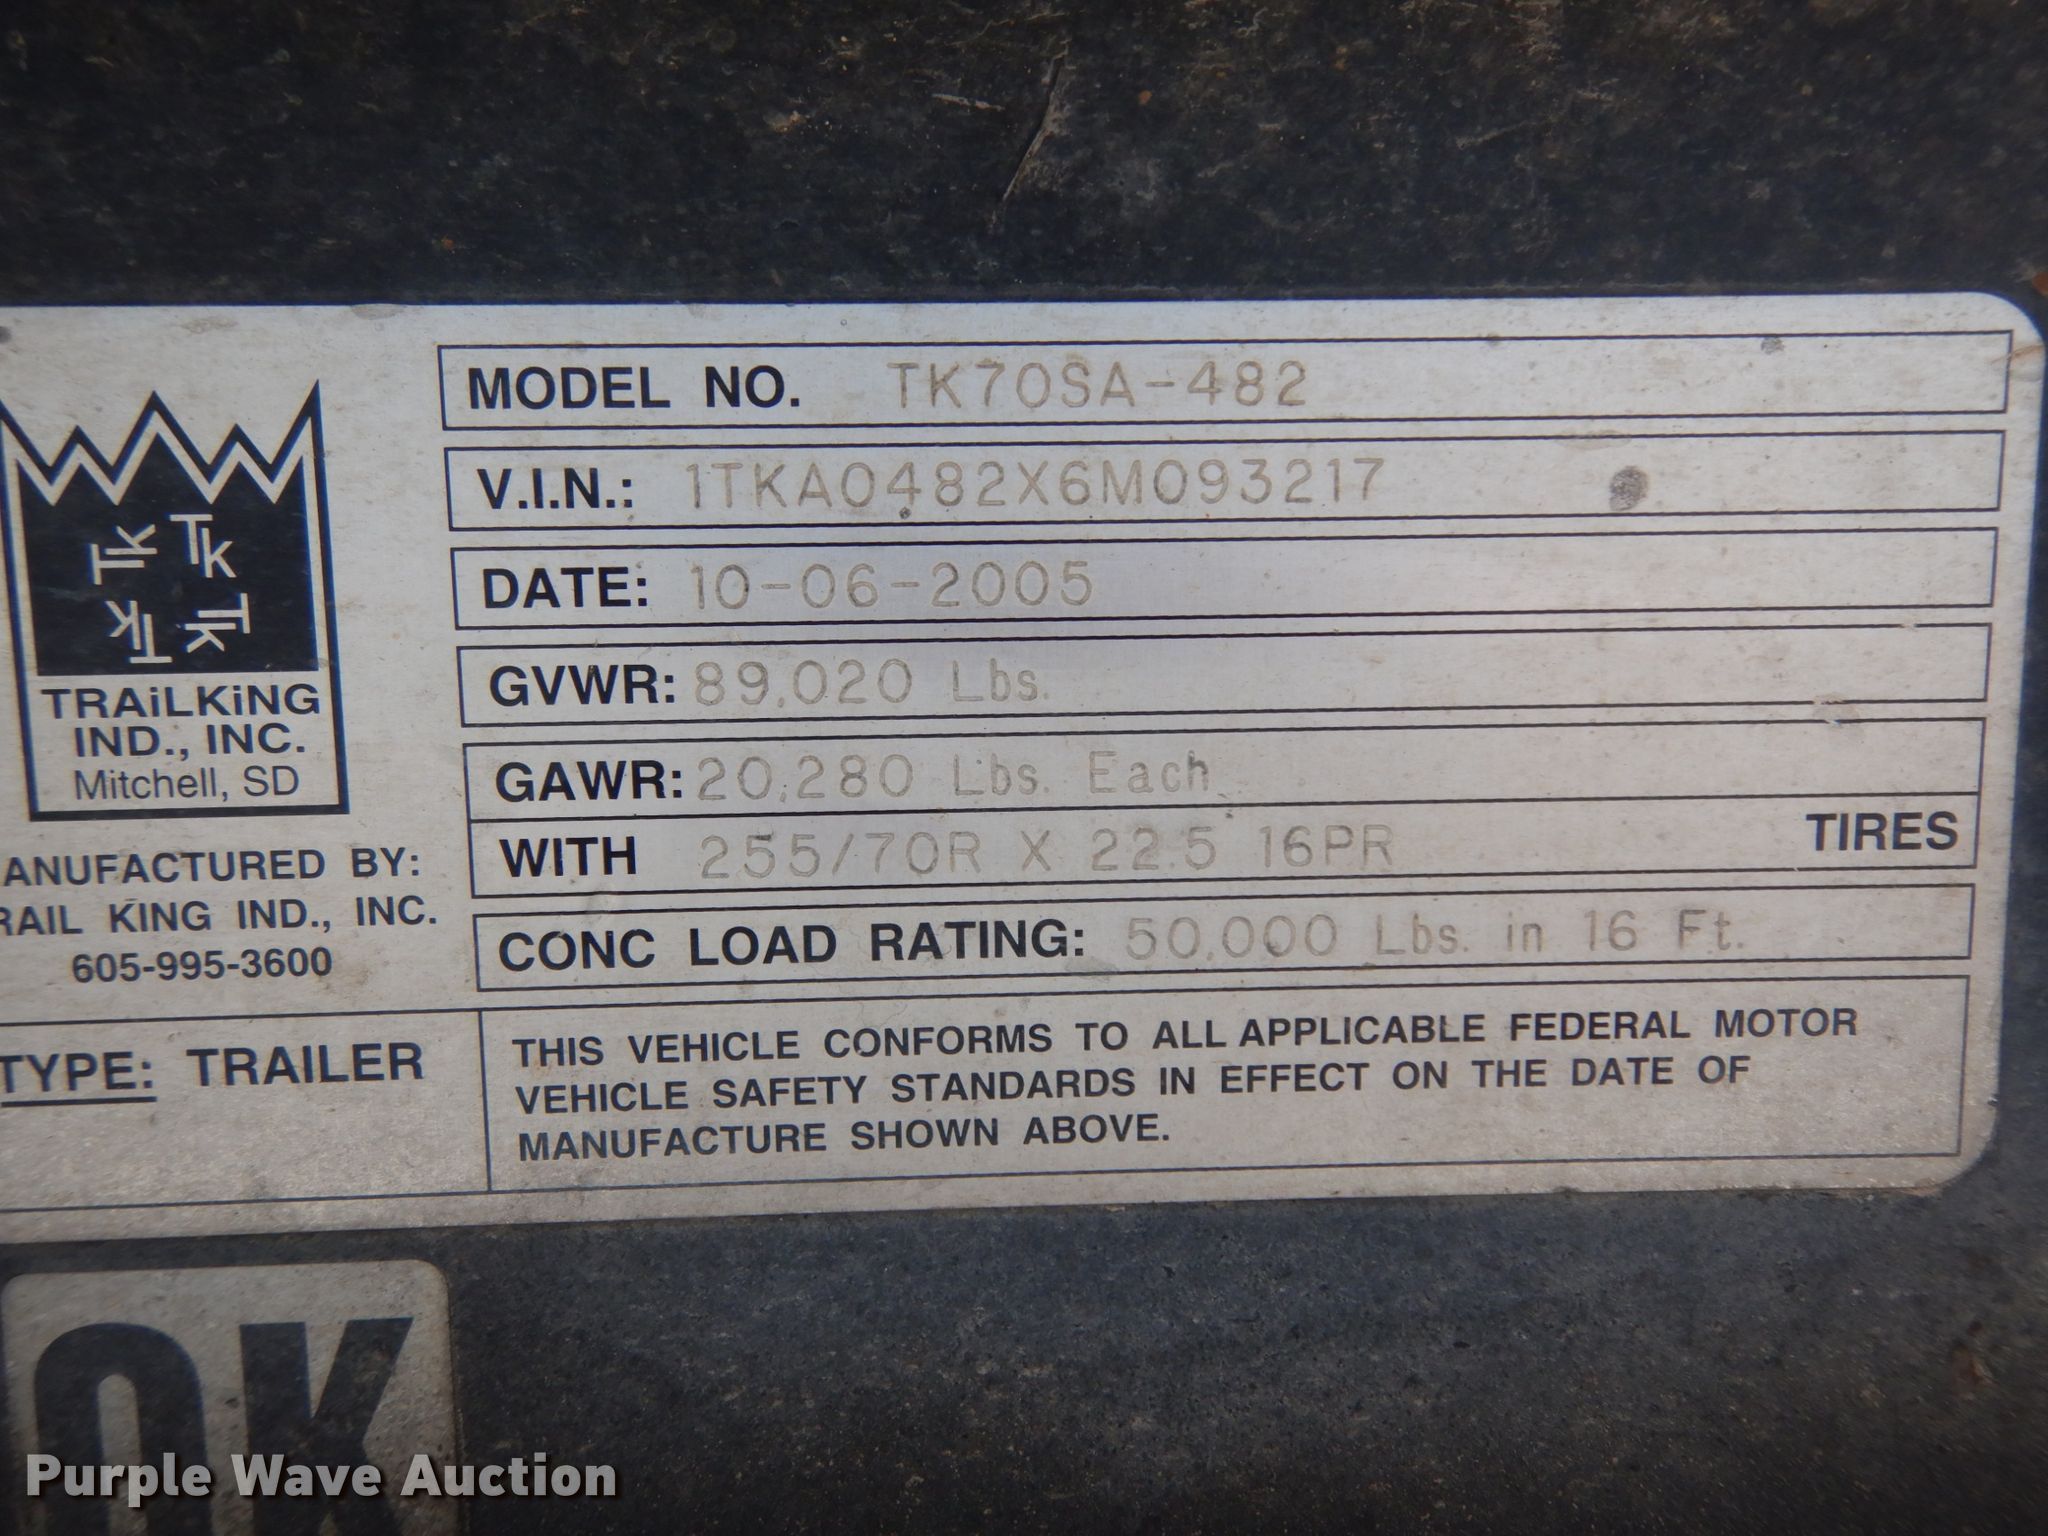 MODEL NO. TK70SA-482
V.I.N.: 1TKA0482X6M093217
DATE: 10-06-2005
GVWR: 89,020 Lbs.
GAWR: 20,280 Lbs. Each
WITH 255/70R X 22.5 16PR TIRES
CONC LOAD RATING: 50,000 Lbs. in 16 Ft.
TK TK
TK TK
TRAiLKiNG
IND., INC.
Mitchell, SD
ANUFACTURED BY:
RAIL KING IND., INC.
605-995-3600
TYPE: TRAILER
THIS VEHICLE CONFORMS TO ALL APPLICABLE FEDERAL MOTOR
VEHICLE SAFETY STANDARDS IN EFFECT ON THE DATE OF
MANUFACTURE SHOWN ABOVE.
OK
Purple Wave Auction